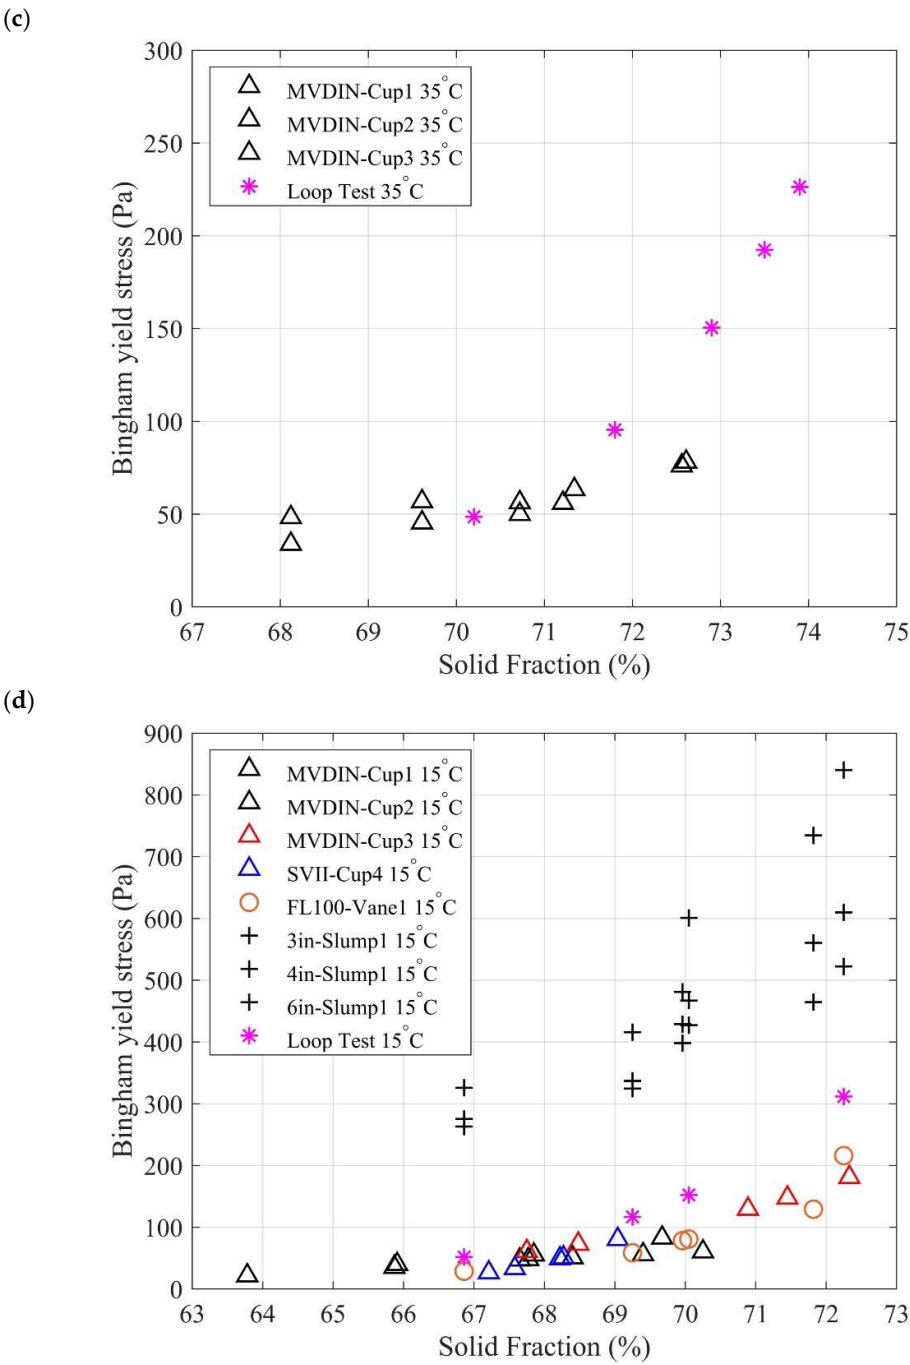 (c)
300
250
200
150
100
50
0
Bingham yield stress (Pa)
MVDIN-Cup1 35°C
MVDIN-Cup2 35°C
MVDIN-Cup3 35°C
Loop Test 35°C
67 68 69 70 71 72 73 74 75
Solid Fraction (%)
(d)
900
800
700
600
500
400
300
200
100
0
Bingham yield stress (Pa)
MVDIN-Cup1 15°C
MVDIN-Cup2 15°C
MVDIN-Cup3 15°C
SVII-Cup4 15°C
FL100-Vane1 15°C
3in-Slump1 15°C
4in-Slump1 15°C
6in-Slump1 15°C
Loop Test 15°C
63 64 65 66 67 68 69 70 71 72 73
Solid Fraction (%)